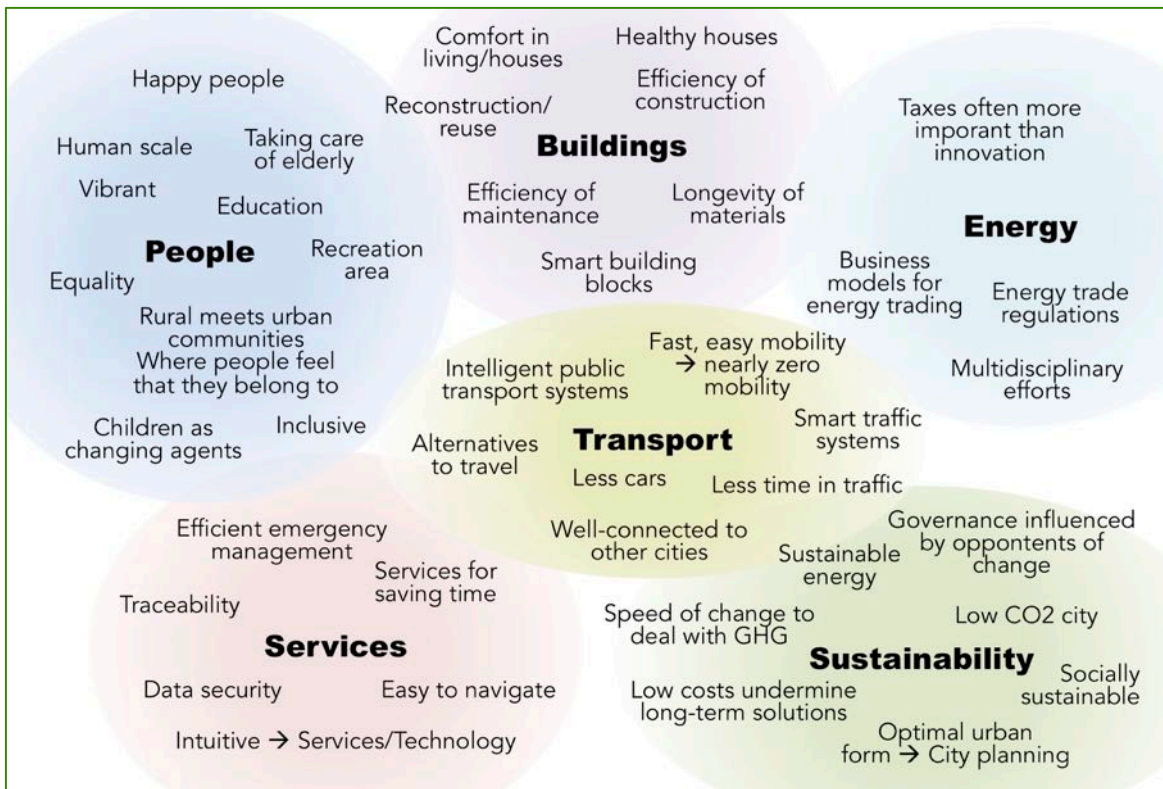 Happy people
Human scale
Taking care
of elderly
Vibrant
Education
People
Recreation
area
Equality
Rural meets urban
communities
Where people feel
that they belong to
Children as
changing agents
Inclusive
Comfort in
living/houses
Healthy houses
Reconstruction/
reuse
Efficiency of
construction
Buildings
Efficiency of
maintenance
Longevity of
materials
Smart building
blocks
Taxes often more
imporant than
innovation
Energy
Business
models for
energy trading
Energy trade
regulations
Multidisciplinary
efforts
Intelligent public
transport systems
Fast, easy mobility
→ nearly zero
mobility
Smart traffic
systems
Transport
Alternatives
to travel
Less cars
Less time in traffic
Well-connected to
other cities
Efficient emergency
management
Services for
saving time
Traceability
Services
Data security
Easy to navigate
Intuitive → Services/Technology
Sustainable
energy
Governance influenced
by oppontents of
change
Speed of change to
deal with GHG
Low CO2 city
Sustainability
Socially
sustainable
Low costs undermine
long-term solutions
Optimal urban
form → City planning